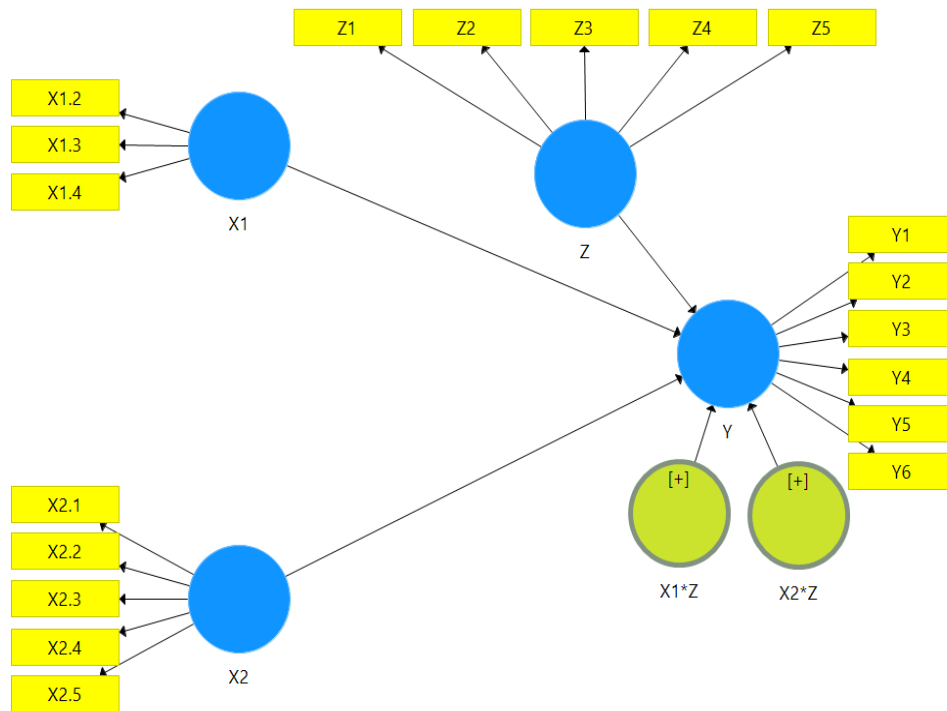 Z1
Z2
Z3
Z4
Z5
X1.2
X1.3
X1.4
X1
Z
Y1
Y2
Y3
Y4
Y5
Y6
Y
[+]
[+]
X1*Z
X2*Z
X2.1
X2.2
X2.3
X2.4
X2.5
X2